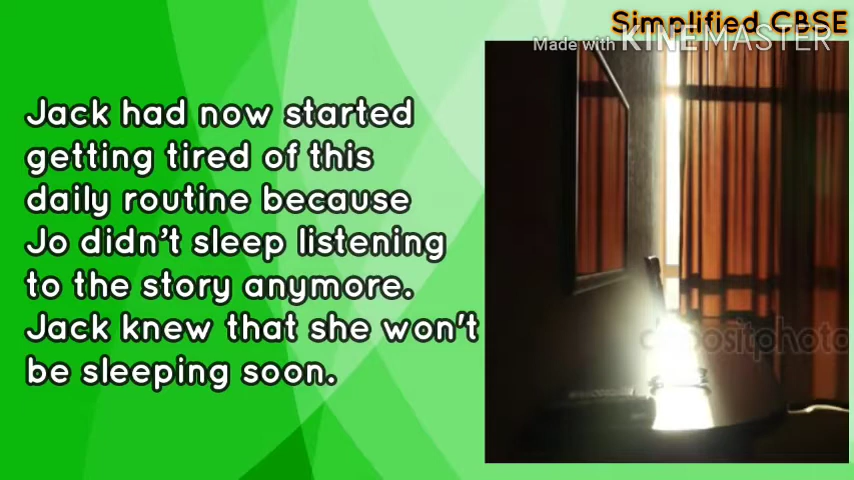 Simplified CBSE
Made with KINEMASTER
Jack had now started
getting tired of this
daily routine because
Jo didn't sleep listening
to the story anymore.
Jack knew that she won't
be sleeping soon.
depositphoto